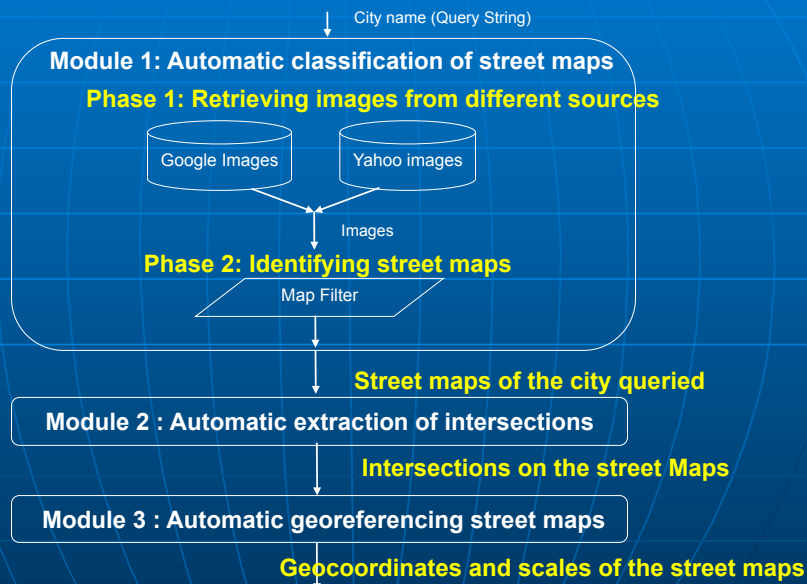 City name (Query String)
Module 1: Automatic classification of street maps
Phase 1: Retrieving images from different sources
Google Images
Yahoo images
Images
Phase 2: Identifying street maps
Map Filter
Street maps of the city queried
Module 2 : Automatic extraction of intersections
Intersections on the street Maps
Module 3 : Automatic georeferencing street maps
Geocoordinates and scales of the street maps